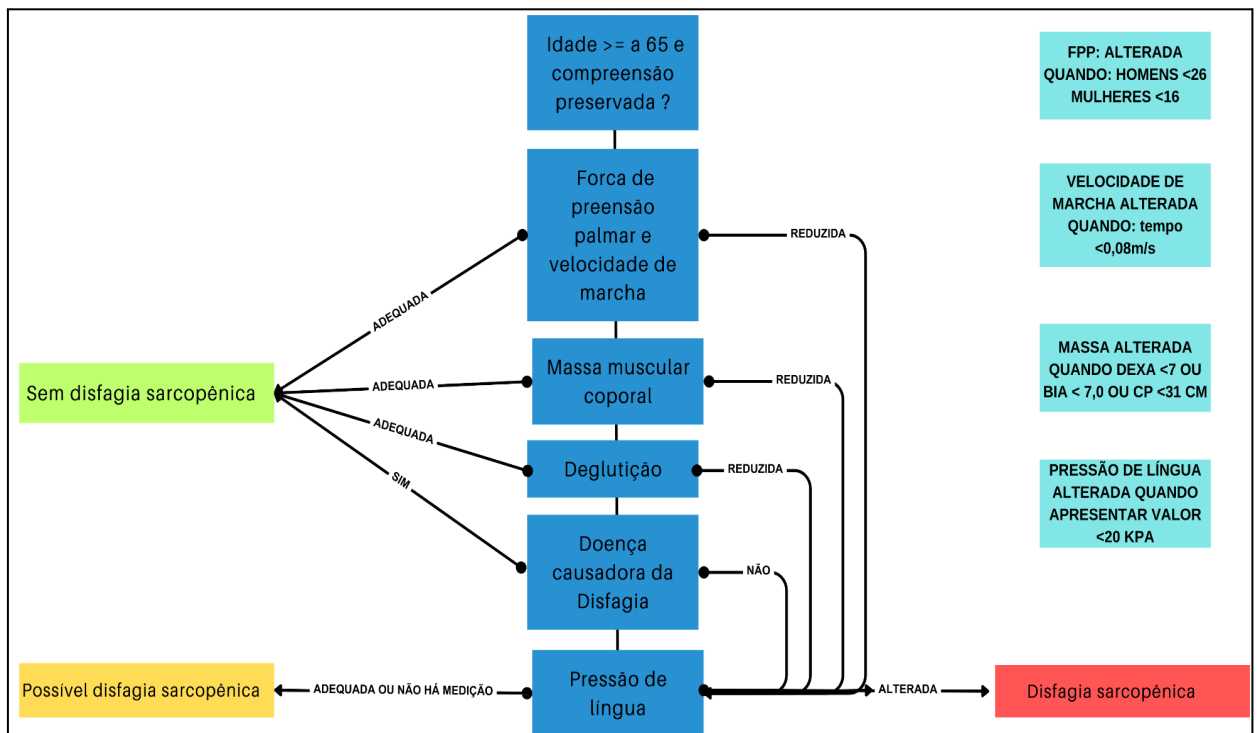 Idade >= a 65 e
compreensão
preservada ?
FPP: ALTERADA
QUANDO: HOMENS <26
MULHERES <16
Forca de
preensão
palmar e
velocidade de
marcha
REDUZIDA
ADEQUADA
VELOCIDADE DE
MARCHA ALTERADA
QUANDO: tempo
<0,08m/s
Sem disfagia sarcopênica
ADEQUADA
Massa muscular
coporal
REDUZIDA
MASSA ALTERADA
QUANDO DEXA <7 OU
BIA < 7,0 OU CP <31 CM
ADEQUADA
Deglutição
REDUZIDA
PRESSÃO DE LÍNGUA
ALTERADA QUANDO
APRESENTAR VALOR
<20 KPA
SIM
Doença
causadora da
Disfagia
NÃO
Possível disfagia sarcopênica
ADEQUADA OU NÃO HÁ MEDIÇÃO
Pressão de
língua
ALTERADA
Disfagia sarcopênica